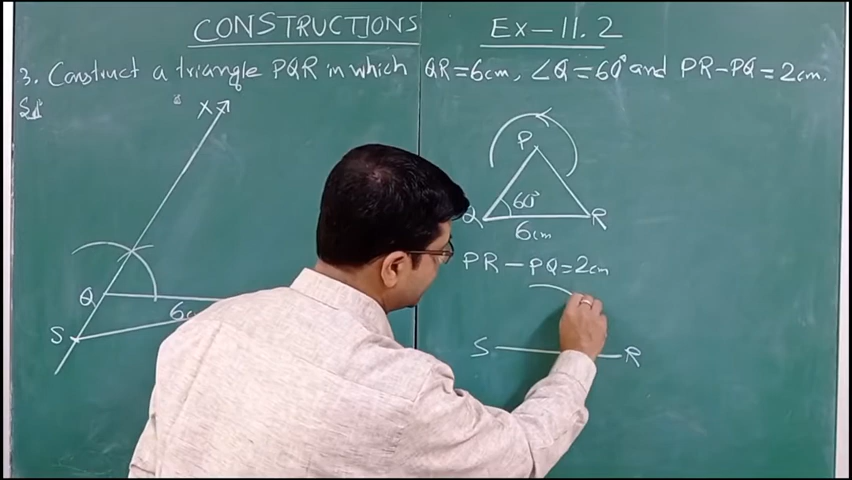 CONSTRUCTIONS Ex-11.2
3. Construct a triangle PQR in which QR=6cm, ∠Q=60° and PR-PQ=2cm.
Sol
X
P
60°
Q R
6cm
PR-PQ=2cm
Q
6c
S
S R